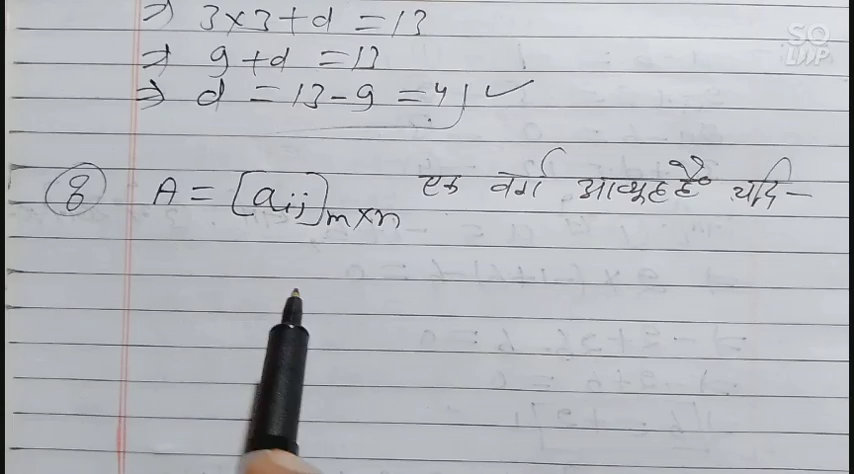 ⇒ 3×3+d = 13
⇒ 9+d = 13
⇒ d = 13-9 = 4 ✓
⑧ A = [aij]m×n एक वर्ग आव्यूह है यदि-